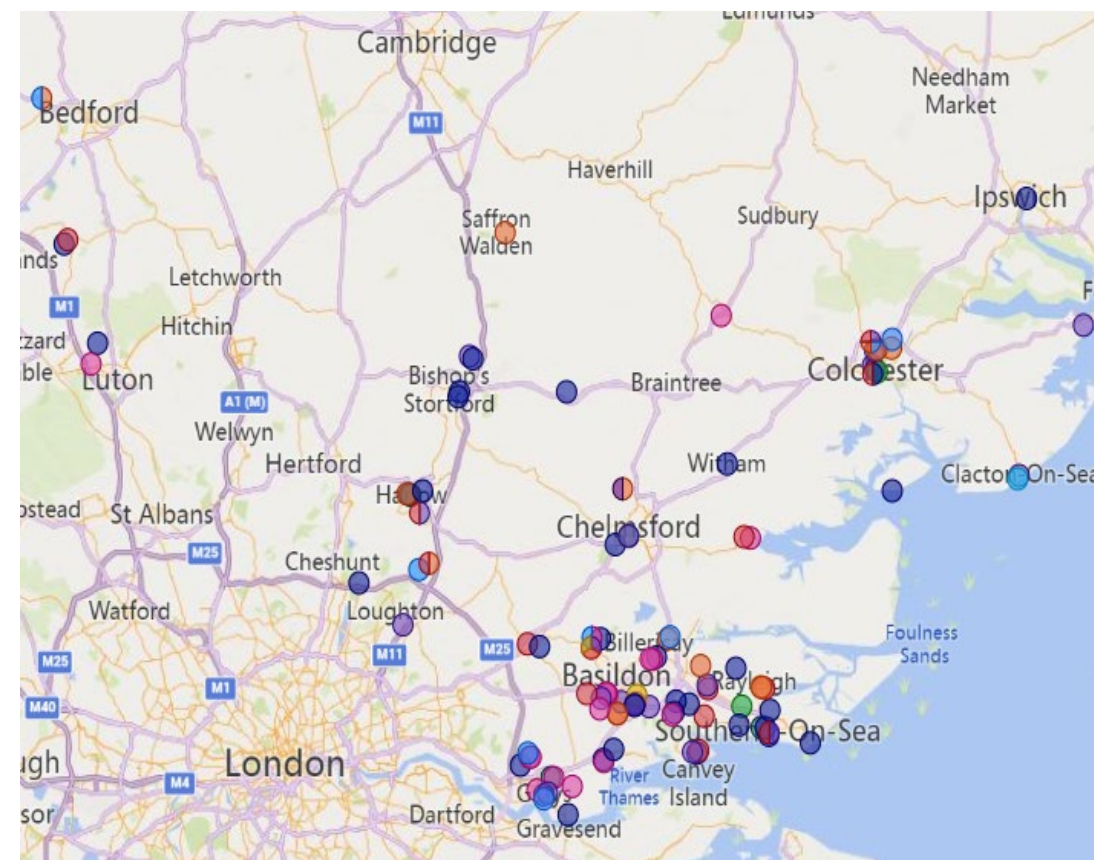 Cambridge
Needham
Market
Bedford
M11
Haverhill
Ipswich
Saffron
Walden
Sudbury
Letchworth
M1
Hitchin
Luton
Bishop's
Stortford
Braintree
Colchester
A1 (M)
Welwyn
Hertford
Witham
Clacton-On-Sea
Harlow
St Albans
Chelmsford
M25
Cheshunt
Watford
Loughton
Foulness
Sands
M25
M11
M25
Billericay
Basildon
Rayleigh
M1
M40
Southend-On-Sea
London
M4
River
Thames
Canvey
Island
Grays
Dartford
Gravesend